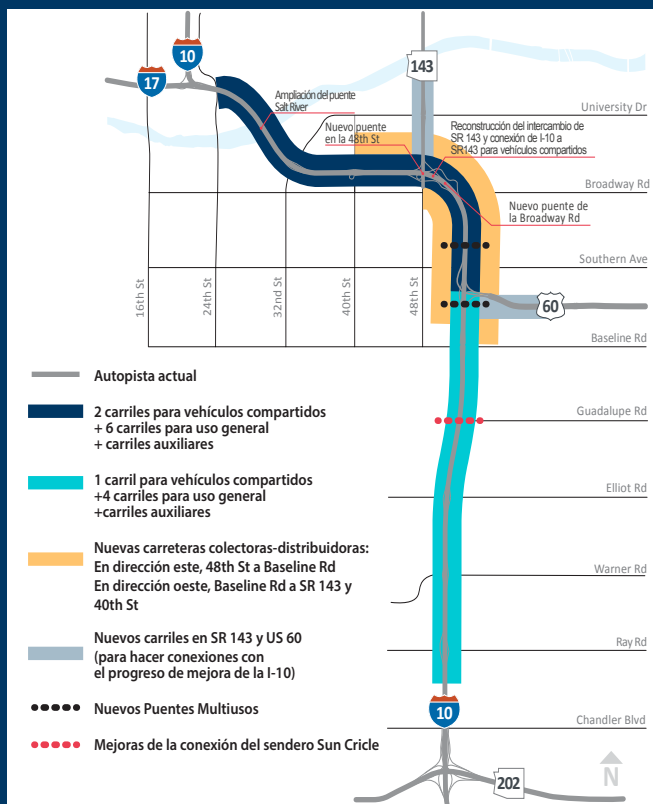 10
17
143
Ampliación del puente
Salt River
University Dr
Nuevo puente
en la 48th St
Reconstrucción del intercambio de
SR 143 y conexión de I-10 a
SR143 para vehículos compartidos
Broadway Rd
Nuevo puente de
la Broadway Rd
Southern Ave
16th St
24th St
32nd St
40th St
48th St
60
Baseline Rd
Autopista actual
2 carriles para vehículos compartidos
+ 6 carriles para uso general
+ carriles auxiliares
Guadalupe Rd
1 carril para vehículos compartidos
+4 carriles para uso general
+carriles auxiliares
Elliot Rd
Nuevas carreteras colectoras-distribuidoras:
En dirección este, 48th St a Baseline Rd
En dirección oeste, Baseline Rd a SR 143 y
40th St
Warner Rd
Nuevos carriles en SR 143 y US 60
(para hacer conexiones con
el progreso de mejora de la I-10)
Ray Rd
Nuevos Puentes Multiusos
10
Chandler Blvd
Mejoras de la conexión del sendero Sun Cricle
202
N